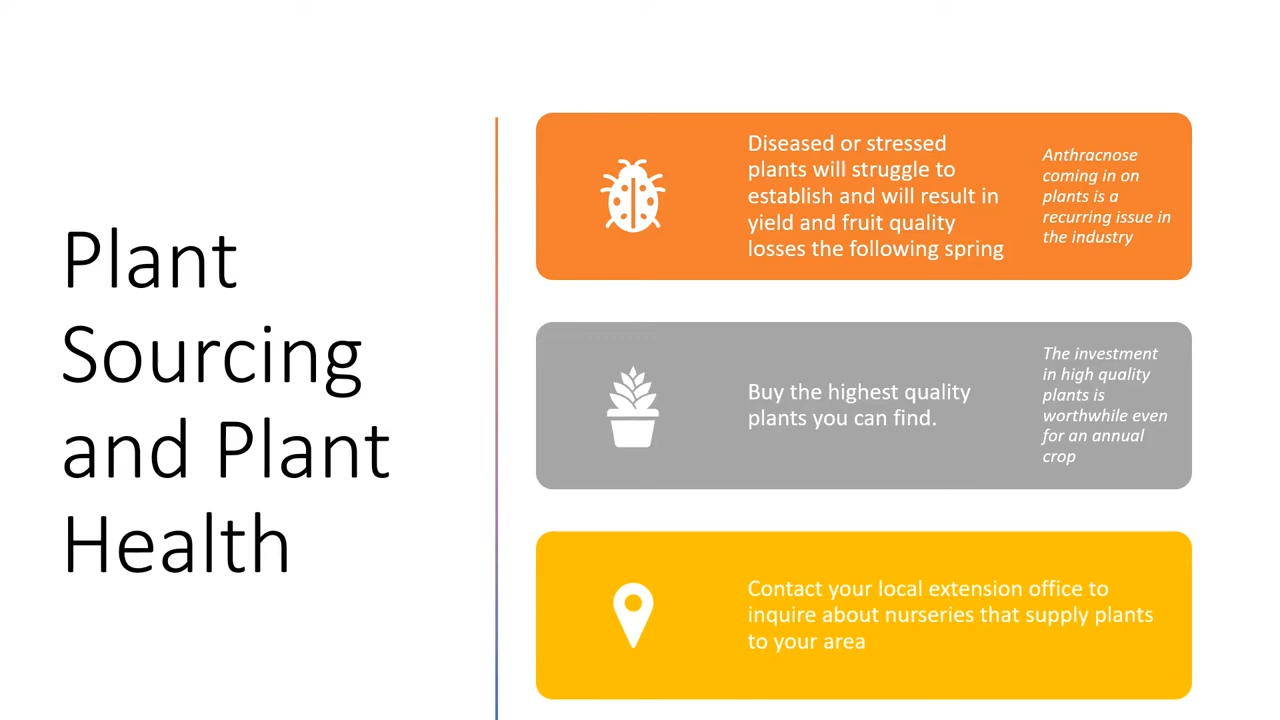 Plant
Sourcing
and Plant
Health
Diseased or stressed
plants will struggle to
establish and will result in
yield and fruit quality
losses the following spring
Anthracnose
coming in on
plants is a
recurring issue in
the industry
Buy the highest quality
plants you can find.
The investment
in high quality
plants is
worthwhile even
for an annual
crop
Contact your local extension office to
inquire about nurseries that supply plants
to your area